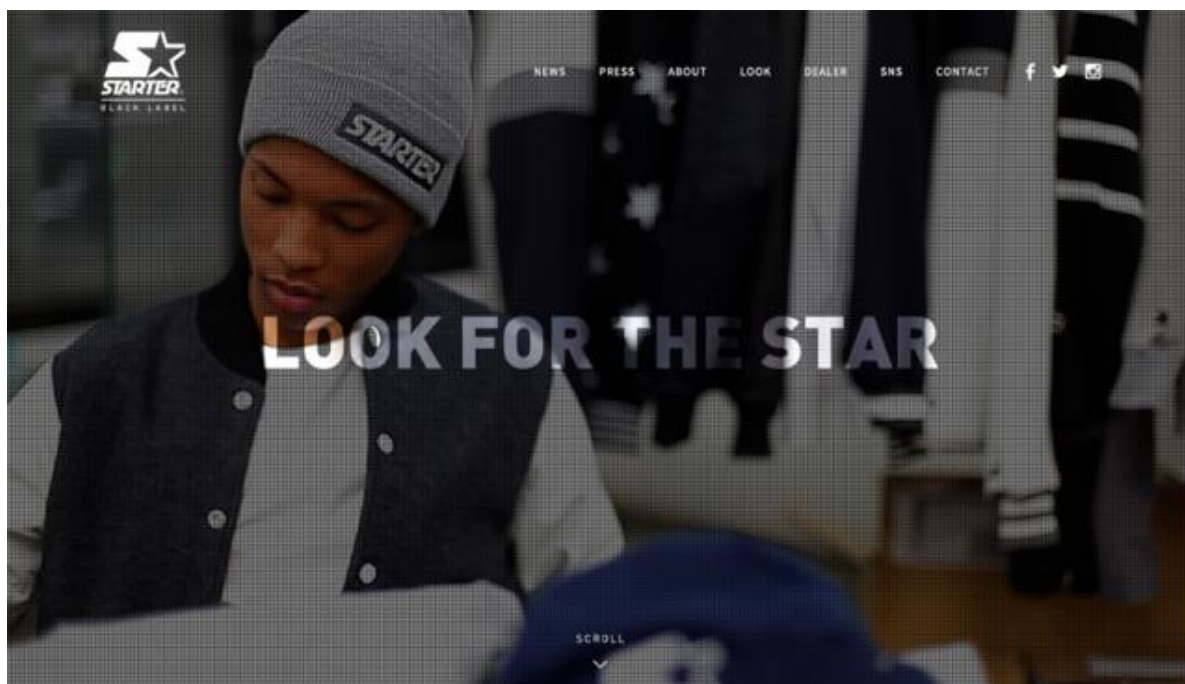 STARTER
BLACK LABEL
NEWS PRESS ABOUT LOOK DEALER SNS CONTACT
STARTER
LOOK FOR THE STAR
SCROLL